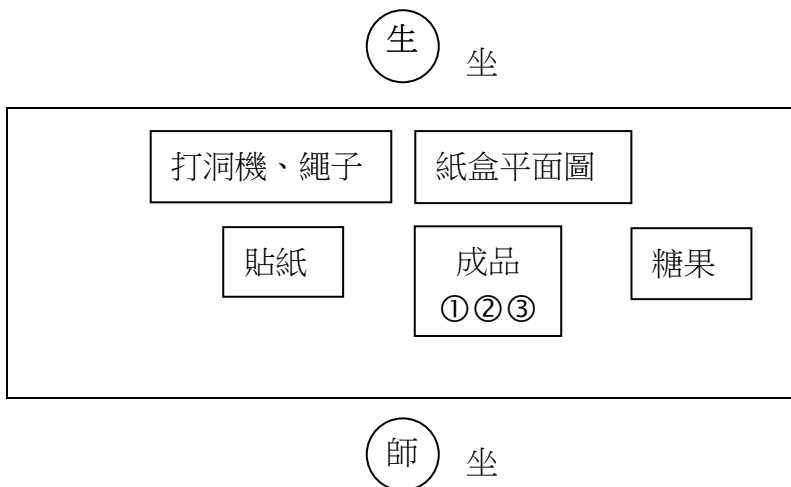 生 坐
打洞機、繩子 紙盒平面圖
貼紙 成品 糖果
①②③
師 坐